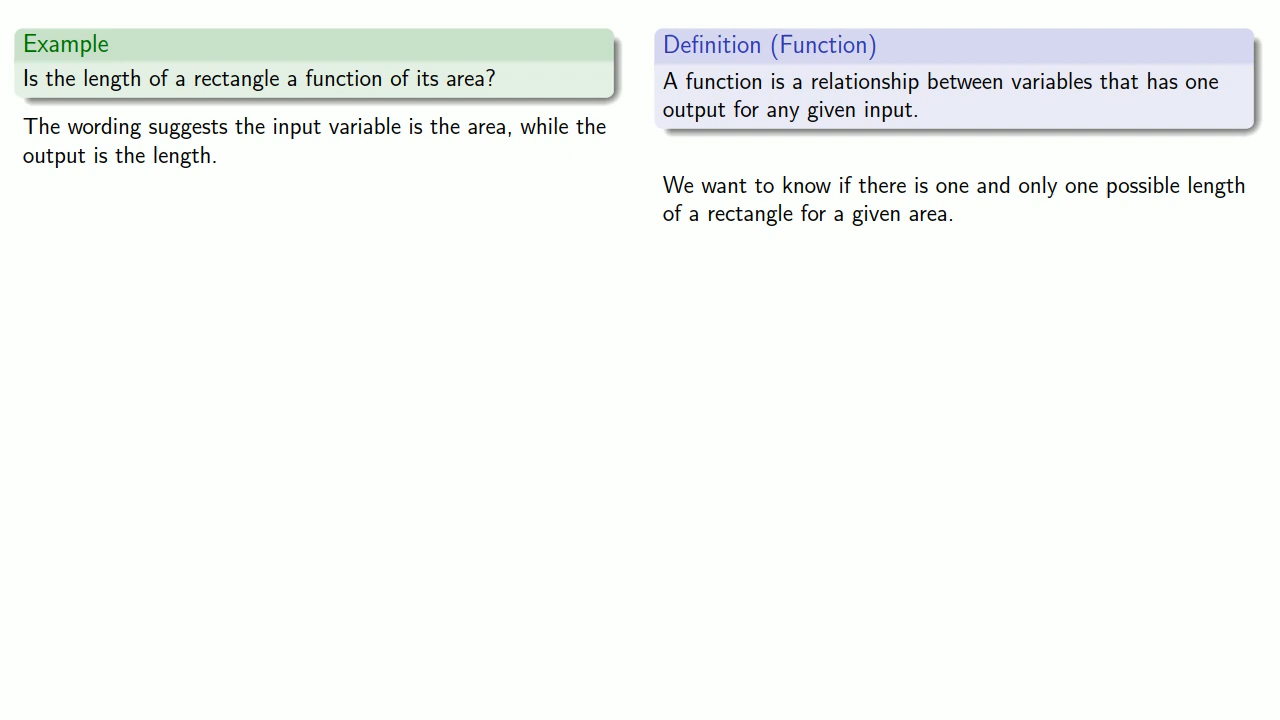 Example
Is the length of a rectangle a function of its area?
The wording suggests the input variable is the area, while the
output is the length.
Definition (Function)
A function is a relationship between variables that has one
output for any given input.
We want to know if there is one and only one possible length
of a rectangle for a given area.